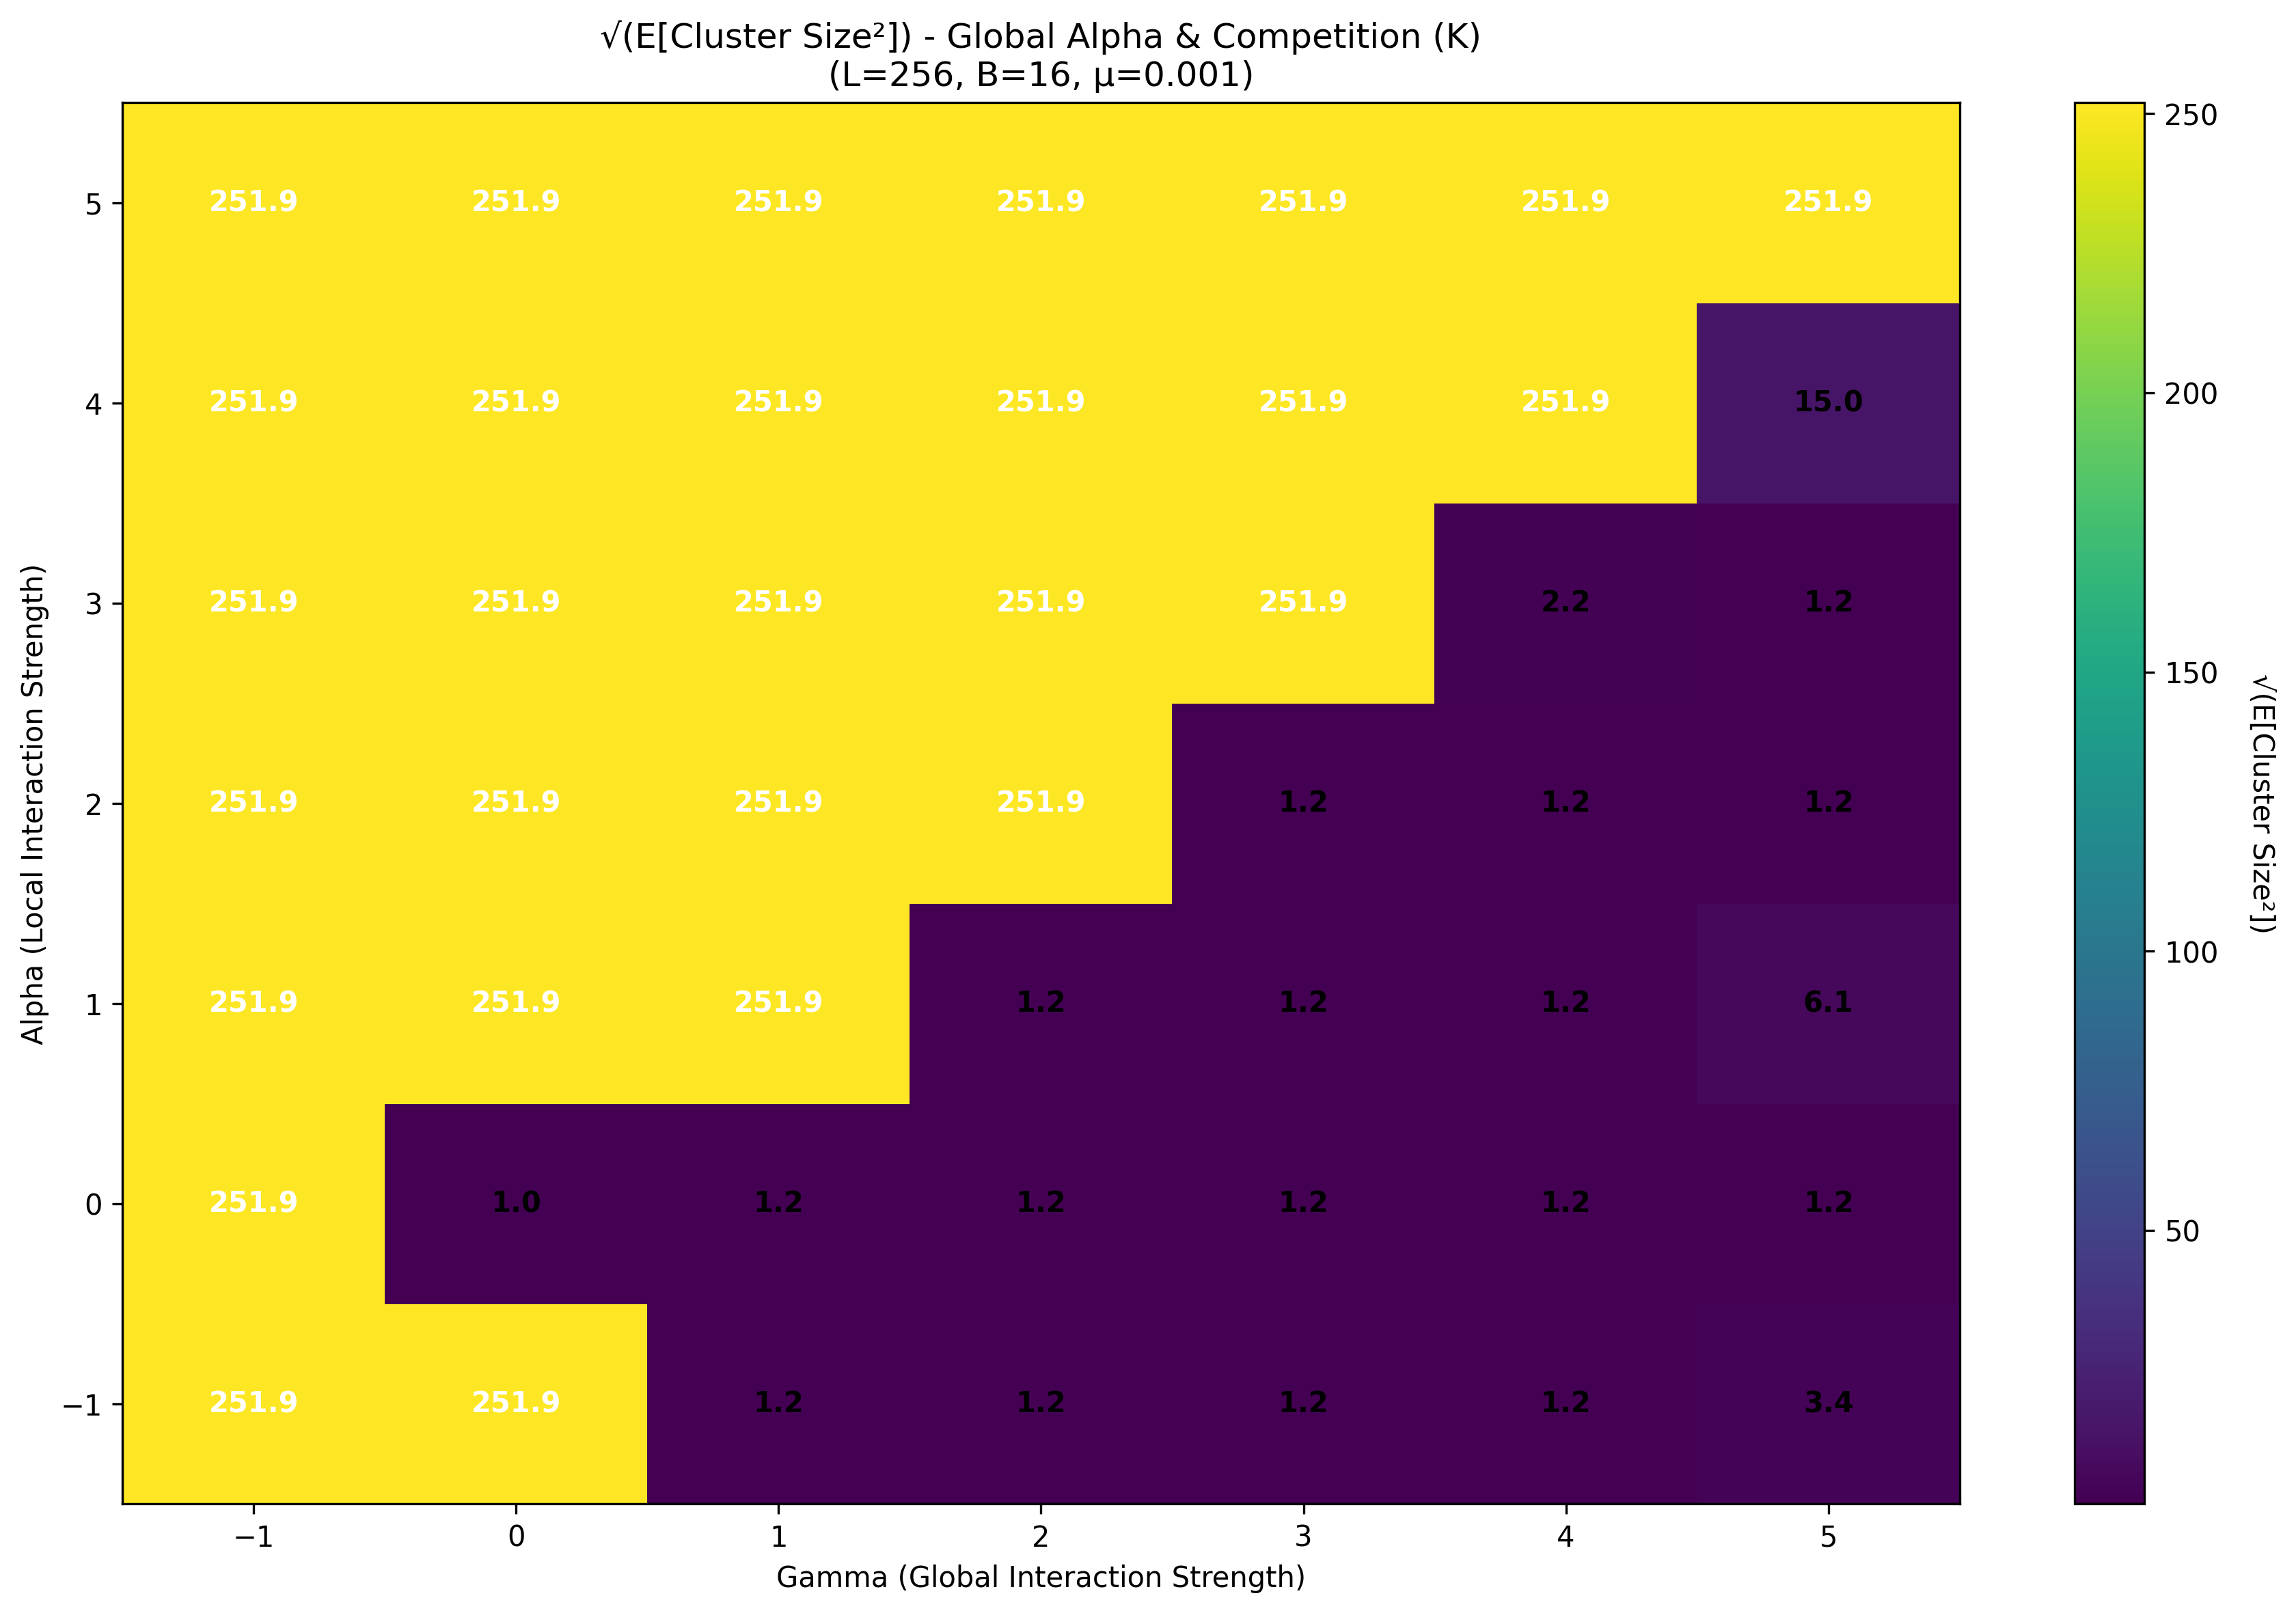 √(E[Cluster Size²]) - Global Alpha & Competition (K)
(L=256, B=16, μ=0.001)
Alpha (Local Interaction Strength)
5 251.9 251.9 251.9 251.9 251.9 251.9 251.9
4 251.9 251.9 251.9 251.9 251.9 251.9 15.0
3 251.9 251.9 251.9 251.9 251.9 2.2 1.2
2 251.9 251.9 251.9 251.9 1.2 1.2 1.2
1 251.9 251.9 251.9 1.2 1.2 1.2 6.1
0 251.9 1.0 1.2 1.2 1.2 1.2 1.2
−1 251.9 251.9 1.2 1.2 1.2 1.2 3.4
−1 0 1 2 3 4 5
Gamma (Global Interaction Strength)
250
200
150
100
50
√(E[Cluster Size²])